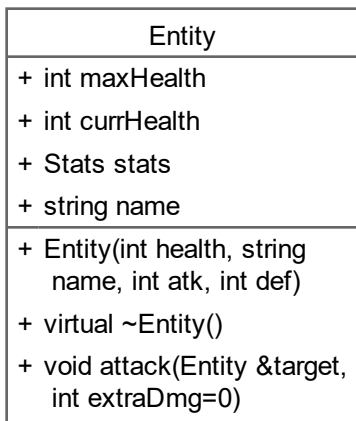 Entity
+ int maxHealth
+ int currHealth
+ Stats stats
+ string name
+ Entity(int health, string
name, int atk, int def)
+ virtual ~Entity()
+ void attack(Entity &target,
int extraDmg=0)